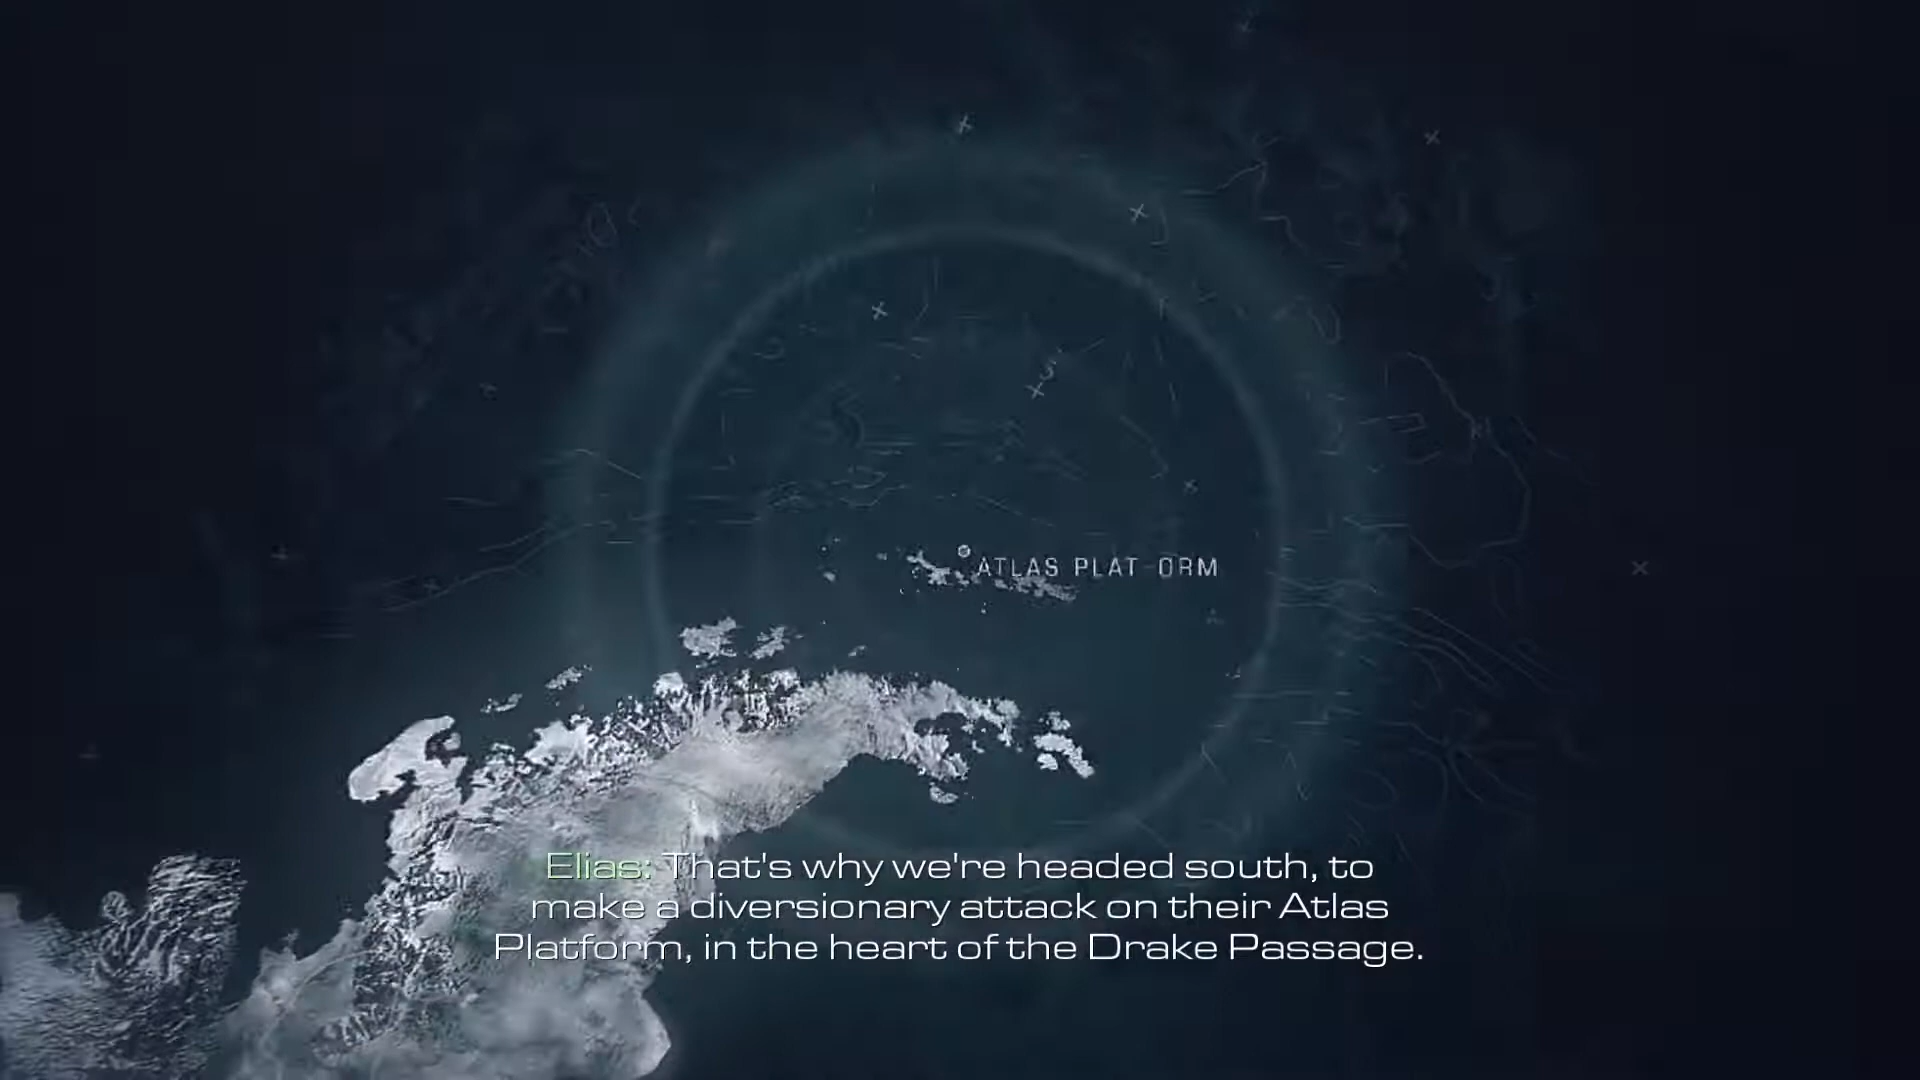 ATLAS PLAT ORM
Elias: That's why we're headed south, to
make a diversionary attack on their Atlas
Platform, in the heart of the Drake Passage.